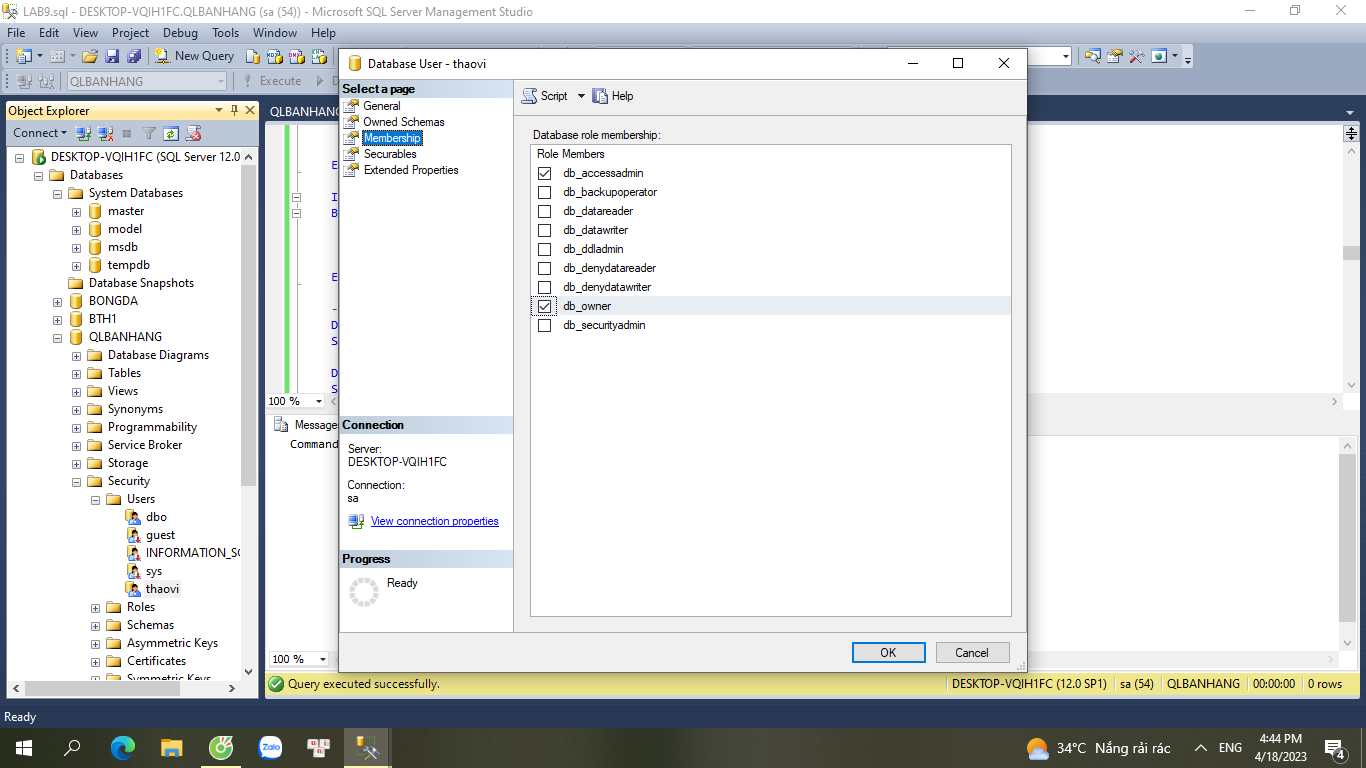 LAB9.sql - DESKTOP-VQIH1FC.QLBANHANG (sa (54)) - Microsoft SQL Server Management Studio
File Edit View Project Debug Tools Window Help
New Query
QLBANHANG Execute
Object Explorer
Connect
DESKTOP-VQIH1FC (SQL Server 12.0
Databases
System Databases
master
model
msdb
tempdb
Database Snapshots
BONGDA
BTH1
QLBANHANG
Database Diagrams
Tables
Views
Synonyms
Programmability
Service Broker
Storage
Security
Users
dbo
guest
INFORMATION_SC
sys
thaovi
Roles
Schemas
Asymmetric Keys
Certificates
Symmetric Keys
QLBANHANG
E
I
B
E
-
D
S
D
S
100 %
Message
Command
100 %
Database User - thaovi
Select a page
General
Owned Schemas
Membership
Securables
Extended Properties
Connection
Server:
DESKTOP-VQIH1FC
Connection:
sa
View connection properties
Progress
Ready
Script Help
Database role membership:
Role Members
db_accessadmin
db_backupoperator
db_datareader
db_datawriter
db_ddladmin
db_denydatareader
db_denydatawriter
db_owner
db_securityadmin
OK Cancel
Query executed successfully. DESKTOP-VQIH1FC (12.0 SP1) sa (54) QLBANHANG 00:00:00 0 rows
Ready
Zalo
34°C Nắng rải rác ENG
4:44 PM
4/18/2023
4